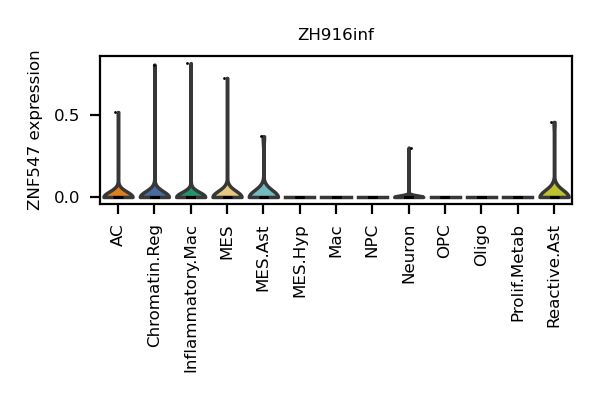 ZH916inf
ZNF547 expression
0.5
0.0
AC
Chromatin.Reg
Inflammatory.Mac
MES
MES.Ast
MES.Hyp
Mac
NPC
Neuron
OPC
Oligo
Prolif.Metab
Reactive.Ast